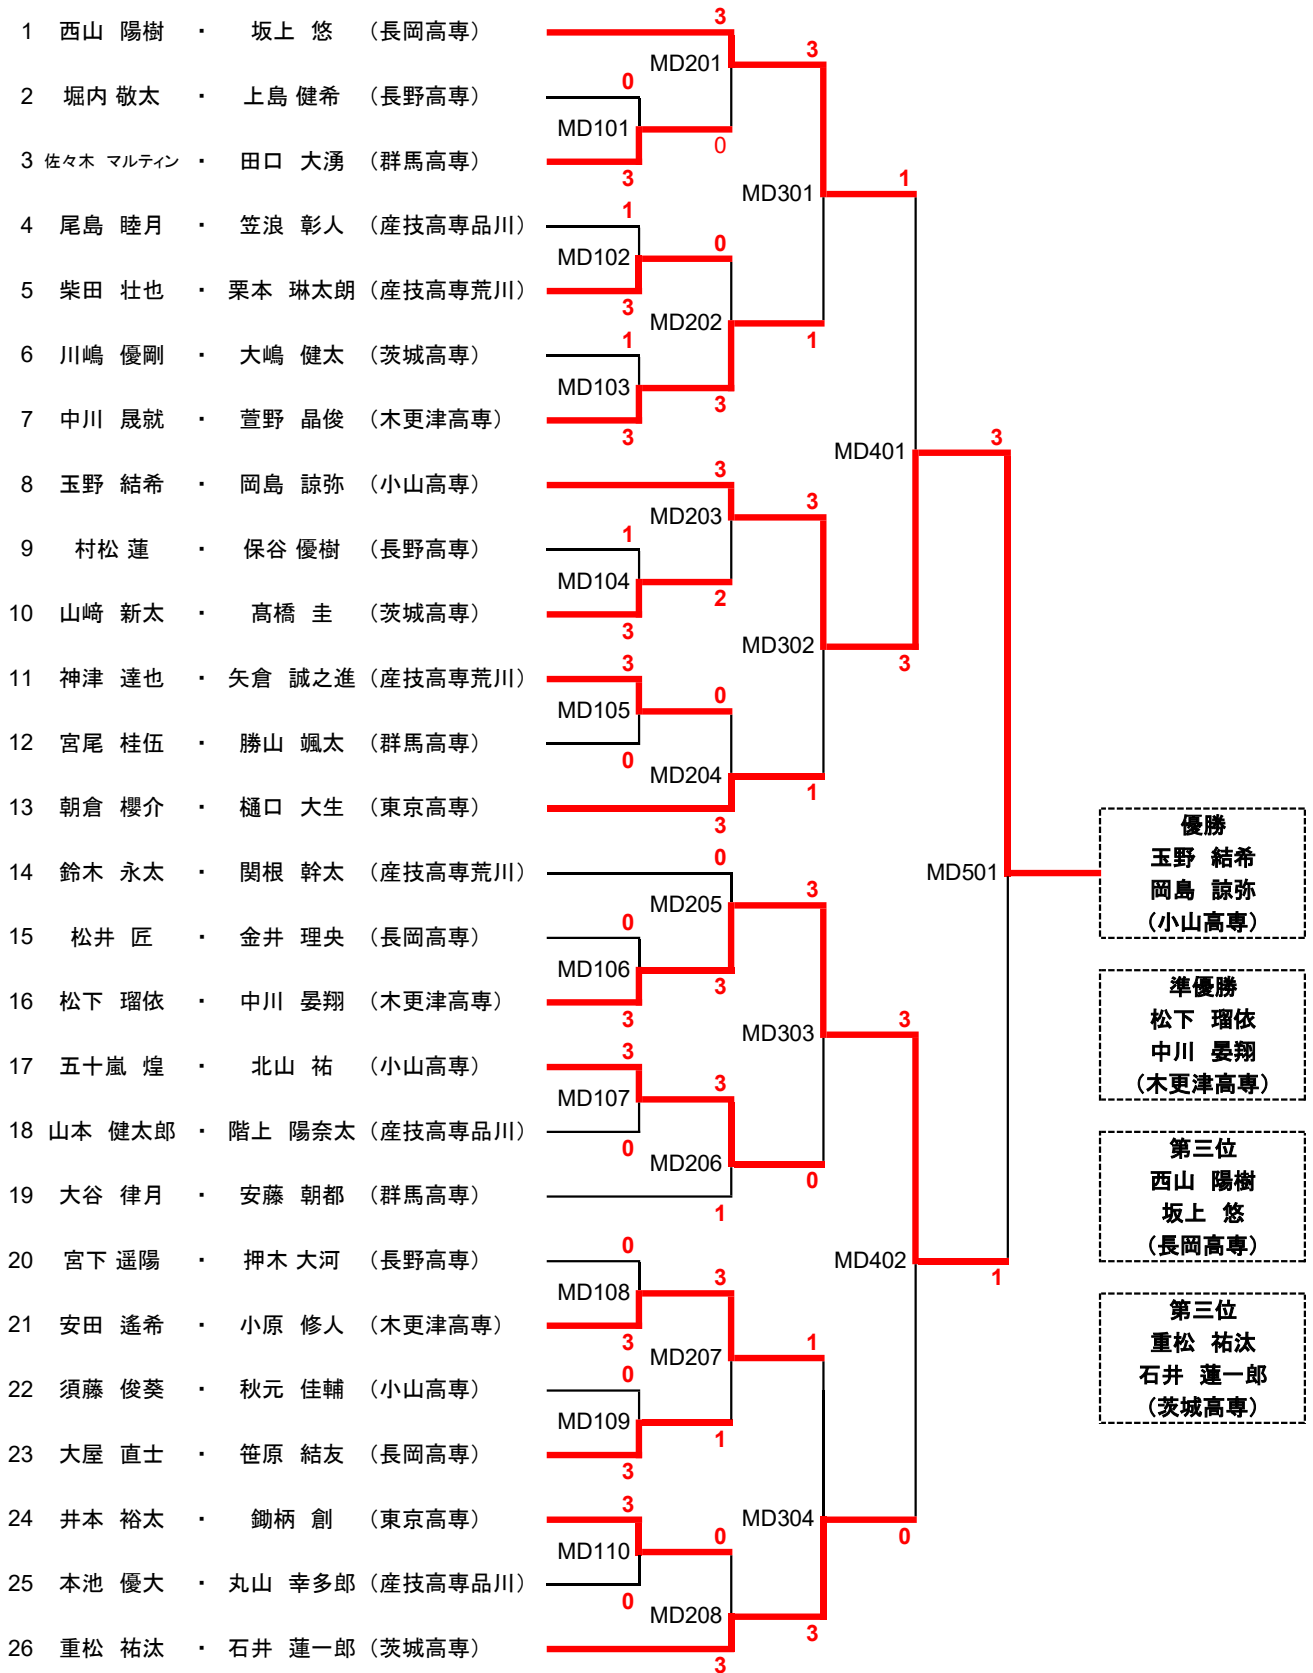 3
1 西山 陽樹 ・ 坂上 悠 (長岡高専)
3
MD201
0
2 堀内 敬太 ・ 上島 健希 (長野高専)
MD101
0
3 佐々木 マルティン ・ 田口 大湧 (群馬高専)
3
MD301
1
1
4 尾島 睦月 ・ 笠浪 彰人 (産技高専品川)
0
MD102
5 柴田 壮也 ・ 栗本 琳太朗 (産技高専荒川)
3
MD202
1
1
6 川嶋 優剛 ・ 大嶋 健太 (茨城高専)
MD103
3
7 中川 晟就 ・ 萱野 晶俊 (木更津高専)
3
MD401
3
3
8 玉野 結希 ・ 岡島 諒弥 (小山高専)
3
MD203
1
9 村松 蓮 ・ 保谷 優樹 (長野高専)
MD104
2
10 山﨑 新太 ・ 髙橋 圭 (茨城高専)
3
MD302
3
3
11 神津 達也 ・ 矢倉 誠之進 (産技高専荒川)
0
MD105
12 宮尾 桂伍 ・ 勝山 颯太 (群馬高専)
0
MD204
1
13 朝倉 櫻介 ・ 樋口 大生 (東京高専)
3
優勝
玉野 結希
岡島 諒弥
(小山高専)
0
14 鈴木 永太 ・ 関根 幹太 (産技高専荒川)
MD501
3
MD205
0
15 松井 匠 ・ 金井 理央 (長岡高専)
MD106
3
16 松下 瑠依 ・ 中川 晏翔 (木更津高専)
3
準優勝
松下 瑠依
中川 晏翔
(木更津高専)
MD303
3
3
17 五十嵐 煌 ・ 北山 祐 (小山高専)
3
MD107
18 山本 健太郎 ・ 階上 陽奈太 (産技高専品川)
0
MD206
0
19 大谷 律月 ・ 安藤 朝都 (群馬高専)
1
第三位
西山 陽樹
坂上 悠
(長岡高専)
0
20 宮下 遥陽 ・ 押木 大河 (長野高専)
MD402
1
3
MD108
21 安田 遙希 ・ 小原 修人 (木更津高専)
3
MD207
1
0
22 須藤 俊葵 ・ 秋元 佳輔 (小山高専)
MD109
1
23 大屋 直士 ・ 笹原 結友 (長岡高専)
3
第三位
重松 祐汰
石井 蓮一郎
(茨城高専)
3
24 井本 裕太 ・ 鋤柄 創 (東京高専)
MD304
0
0
MD110
25 本池 優大 ・ 丸山 幸多郎 (産技高専品川)
0
MD208
3
26 重松 祐汰 ・ 石井 蓮一郎 (茨城高専)
3